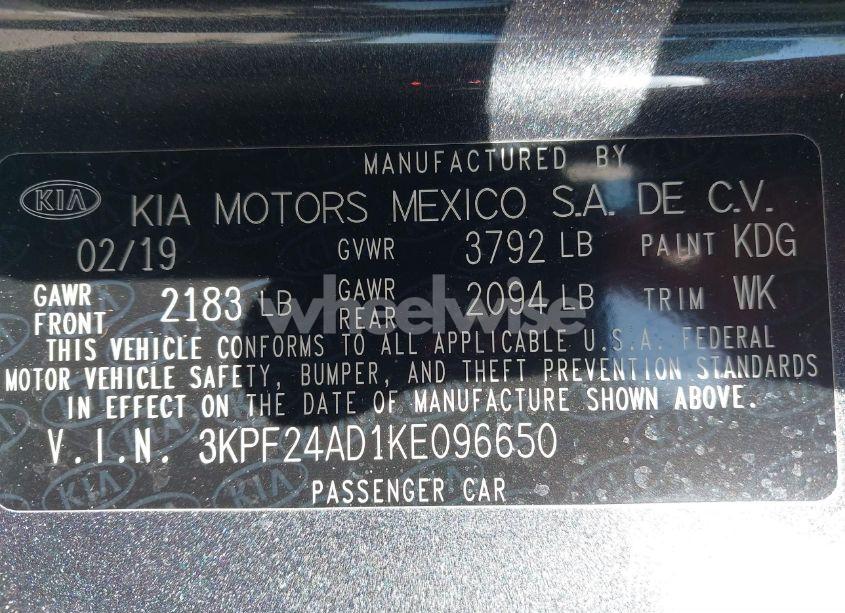 MANUFACTURED BY
KIA KIA MOTORS MEXICO S.A. DE C.V.
02/19 GVWR 3792 LB PAINT KDG
GAWR FRONT 2183 LB GAWR REAR 2094 LB TRIM WK
wheelwise
THIS VEHICLE CONFORMS TO ALL APPLICABLE U.S.A. FEDERAL
MOTOR VEHICLE SAFETY, BUMPER, AND THEFT PREVENTION STANDARDS
IN EFFECT ON THE DATE OF MANUFACTURE SHOWN ABOVE.
V.I.N. 3KPF24AD1KE096650
PASSENGER CAR